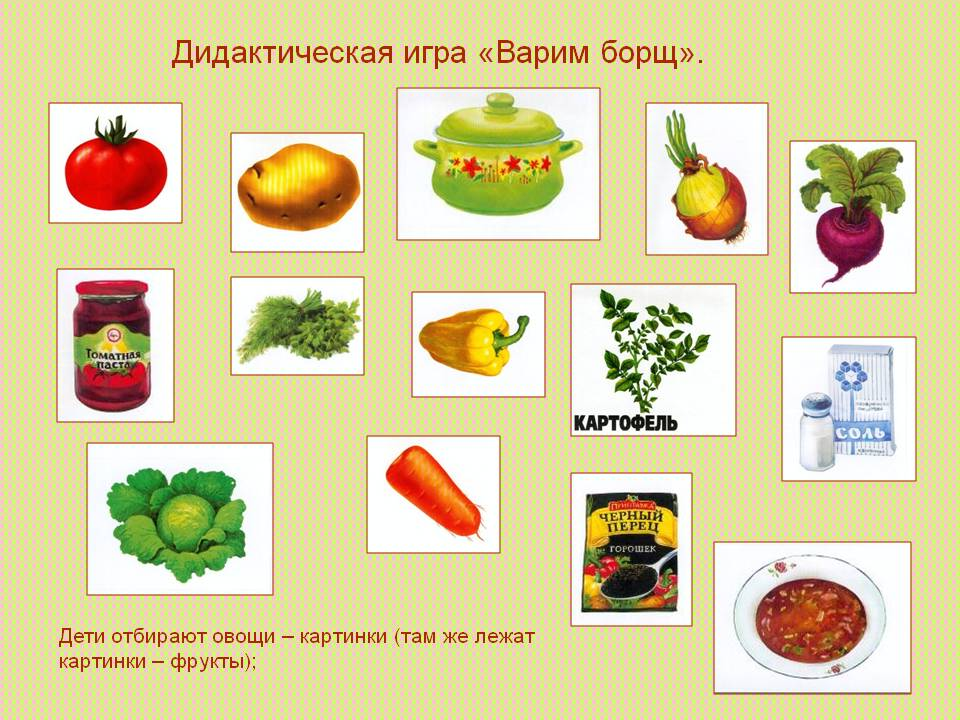 Дидактическая игра «Варим борщ».
Томатная
паста
КАРТОФЕЛЬ
СОЛЬ
ПРИПРАВКА
ЧЕРНЫЙ
ПЕРЕЦ
ГОРОШЕК
Дети отбирают овощи – картинки (там же лежат
картинки – фрукты);